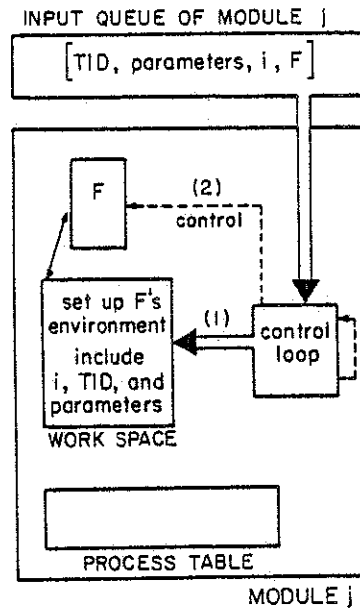 INPUT QUEUE OF MODULE j
[TID, parameters, i, F]
F
(2)
control
set up F's
environment
include
i, TID, and
parameters
(1)
control
loop
WORK SPACE
PROCESS TABLE
MODULE j